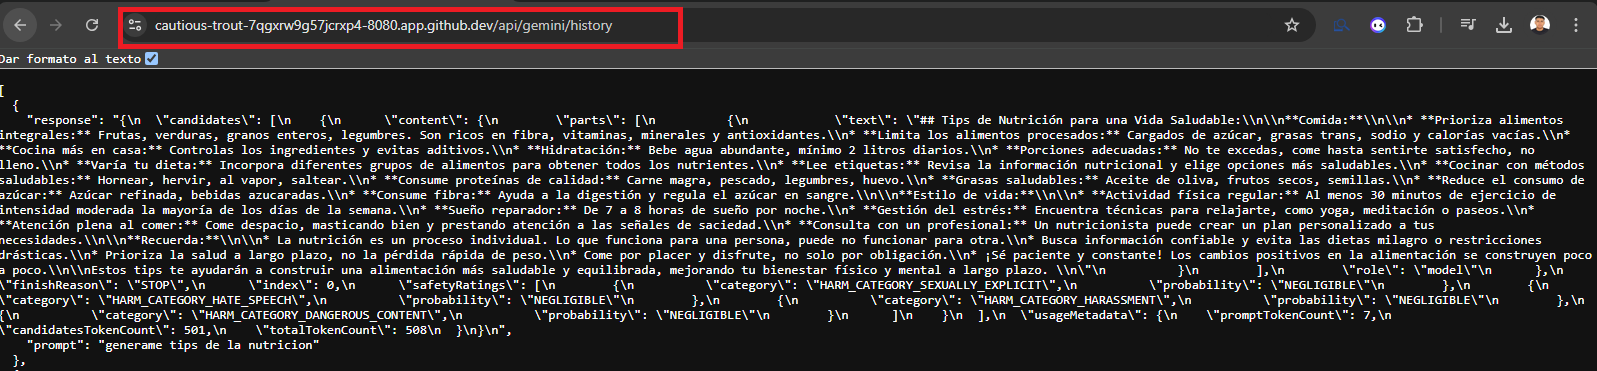 cautious-trout-7qgxrw9g57jcrxp4-8080.app.github.dev/api/gemini/history
Dar formato al texto
[
{
"response": "{\n  \"candidates\": [\n    {\n      \"content\": {\n        \"parts\": [\n          {\n            \"text\": \"## Tips de Nutrición para una Vida Saludable:\\n\\n**Comida:**\\n\\n* **Prioriza alimentos
integrales:** Frutas, verduras, granos enteros, legumbres. Son ricos en fibra, vitaminas, minerales y antioxidantes.\\n* **Limita los alimentos procesados:** Cargados de azúcar, grasas trans, sodio y calorías vacías.\\n*
**Cocina más en casa:** Controlas los ingredientes y evitas aditivos.\\n* **Hidratación:** Bebe agua abundante, mínimo 2 litros diarios.\\n* **Porciones adecuadas:** No te excedas, come hasta sentirte satisfecho, no
lleno.\\n* **Varía tu dieta:** Incorpora diferentes grupos de alimentos para obtener todos los nutrientes.\\n* **Lee etiquetas:** Revisa la información nutricional y elige opciones más saludables.\\n* **Cocinar con métodos
saludables:** Hornear, hervir, al vapor, saltear.\\n* **Consume proteínas de calidad:** Carne magra, pescado, legumbres, huevo.\\n* **Grasas saludables:** Aceite de oliva, frutos secos, semillas.\\n* **Reduce el consumo de
azúcar:** Azúcar refinada, bebidas azucaradas.\\n* **Consume fibra:** Ayuda a la digestión y regula el azúcar en sangre.\\n\\n**Estilo de vida:**\\n\\n* **Actividad física regular:** Al menos 30 minutos de ejercicio de
intensidad moderada la mayoría de los días de la semana.\\n* **Sueño reparador:** De 7 a 8 horas de sueño por noche.\\n* **Gestión del estrés:** Encuentra técnicas para relajarte, como yoga, meditación o paseos.\\n*
**Atención plena al comer:** Come despacio, masticando bien y prestando atención a las señales de saciedad.\\n* **Consulta con un profesional:** Un nutricionista puede crear un plan personalizado a tus
necesidades.\\n\\n**Recuerda:**\\n\\n* La nutrición es un proceso individual. Lo que funciona para una persona, puede no funcionar para otra.\\n* Busca información confiable y evita las dietas milagro o restricciones
drásticas.\\n* Prioriza la salud a largo plazo, no la pérdida rápida de peso.\\n* Come por placer y disfrute, no solo por obligación.\\n* ¡Sé paciente y constante! Los cambios positivos en la alimentación se construyen poco
a poco.\\n\\nEstos tips te ayudarán a construir una alimentación más saludable y equilibrada, mejorando tu bienestar físico y mental a largo plazo. \\n\"\n          }\n        ],\n        \"role\": \"model\"\n      },\n
\"finishReason\": \"STOP\",\n      \"index\": 0,\n      \"safetyRatings\": [\n        {\n          \"category\": \"HARM_CATEGORY_SEXUALLY_EXPLICIT\",\n          \"probability\": \"NEGLIGIBLE\"\n        },\n        {\n
\"category\": \"HARM_CATEGORY_HATE_SPEECH\",\n          \"probability\": \"NEGLIGIBLE\"\n        },\n        {\n          \"category\": \"HARM_CATEGORY_HARASSMENT\",\n          \"probability\": \"NEGLIGIBLE\"\n        },\n
{\n          \"category\": \"HARM_CATEGORY_DANGEROUS_CONTENT\",\n          \"probability\": \"NEGLIGIBLE\"\n        }\n      ]\n    }\n  ],\n  \"usageMetadata\": {\n    \"promptTokenCount\": 7,\n
\"candidatesTokenCount\": 501,\n    \"totalTokenCount\": 508\n  }\n}\n",
"prompt": "generame tips de la nutricion"
},